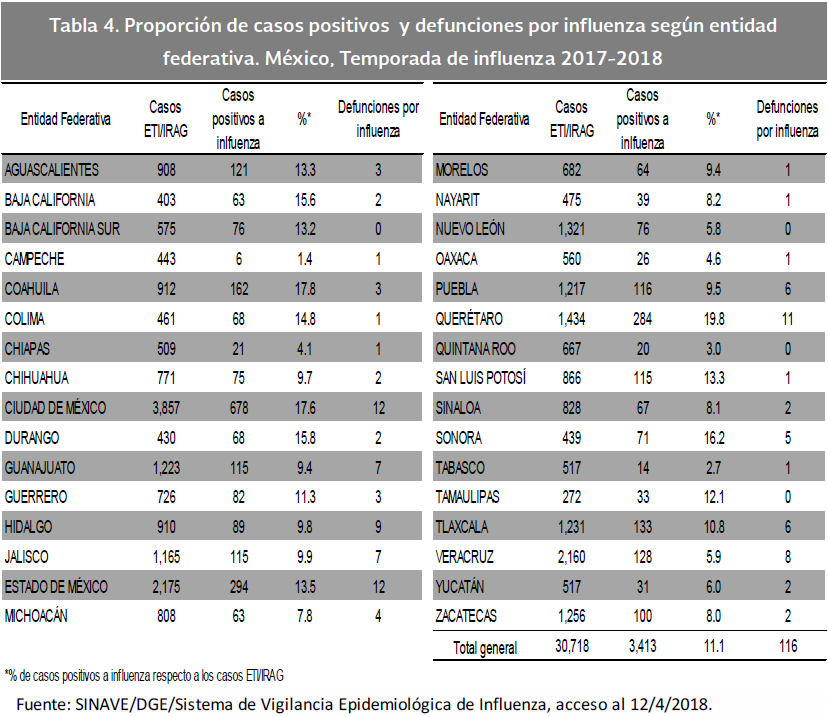 Tabla 4. Proporción de casos positivos y defunciones por influenza según entidad
federativa. México, Temporada de influenza 2017-2018
Entidad Federativa Casos ETI/IRAG Casos positivos a inlfuenza %* Defunciones por influenza
AGUASCALIENTES 908 121 13.3 3
BAJA CALIFORNIA 403 63 15.6 2
BAJA CALIFORNIA SUR 575 76 13.2 0
CAMPECHE 443 6 1.4 1
COAHUILA 912 162 17.8 3
COLIMA 461 68 14.8 1
CHIAPAS 509 21 4.1 1
CHIHUAHUA 771 75 9.7 2
CIUDAD DE MÉXICO 3,857 678 17.6 12
DURANGO 430 68 15.8 2
GUANAJUATO 1,223 115 9.4 7
GUERRERO 726 82 11.3 3
HIDALGO 910 89 9.8 9
JALISCO 1,165 115 9.9 7
ESTADO DE MÉXICO 2,175 294 13.5 12
MICHOACÁN 808 63 7.8 4
Entidad Federativa Casos ETI/IRAG Casos positivos a inlfuenza %* Defunciones por influenza
MORELOS 682 64 9.4 1
NAYARIT 475 39 8.2 1
NUEVO LEÓN 1,321 76 5.8 0
OAXACA 560 26 4.6 1
PUEBLA 1,217 116 9.5 6
QUERÉTARO 1,434 284 19.8 11
QUINTANA ROO 667 20 3.0 0
SAN LUIS POTOSÍ 866 115 13.3 1
SINALOA 828 67 8.1 2
SONORA 439 71 16.2 5
TABASCO 517 14 2.7 1
TAMAULIPAS 272 33 12.1 0
TLAXCALA 1,231 133 10.8 6
VERACRUZ 2,160 128 5.9 8
YUCATÁN 517 31 6.0 2
ZACATECAS 1,256 100 8.0 2
Total general 30,718 3,413 11.1 116
*% de casos positivos a influenza respecto a los casos ETI/IRAG
Fuente: SINAVE/DGE/Sistema de Vigilancia Epidemiológica de Influenza, acceso al 12/4/2018.